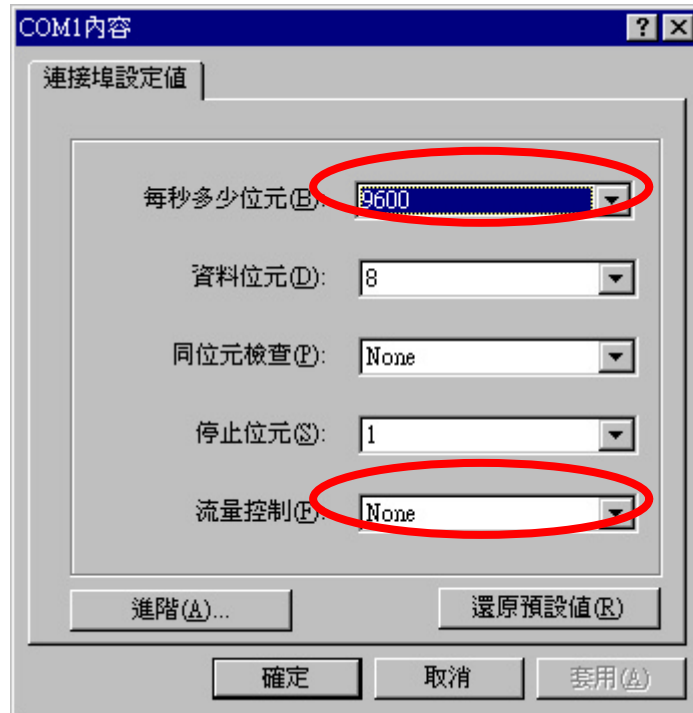 COM1內容
連接埠設定值
每秒多少位元(B): 9600
資料位元(D): 8
同位元檢查(P): None
停止位元(S): 1
流量控制(F): None
進階(A)... 還原預設值(R)
確定 取消 套用(A)